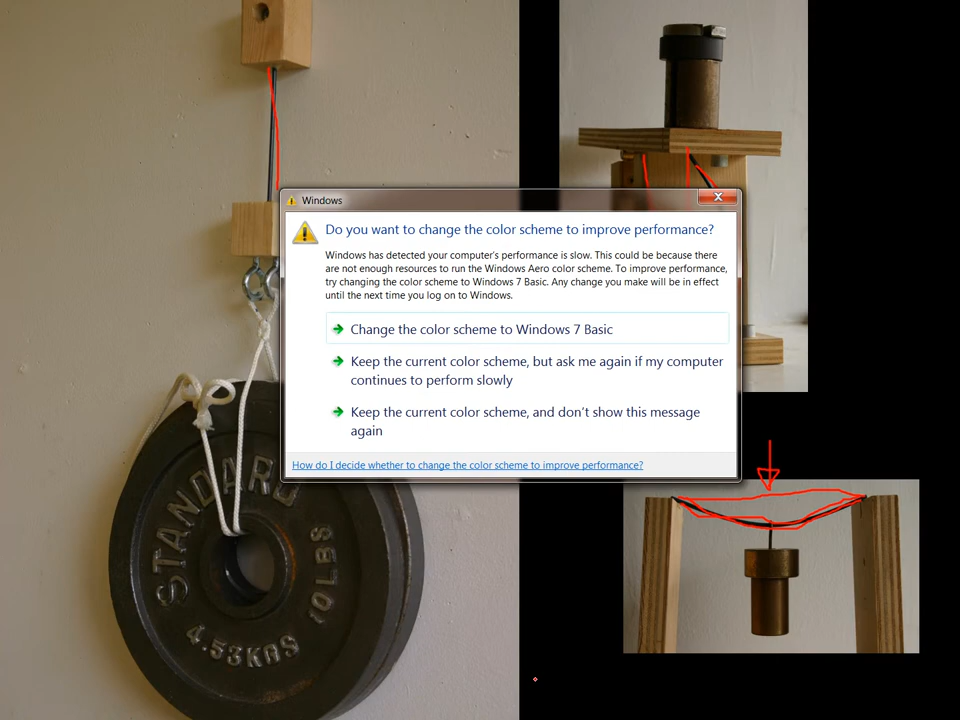 Windows
Do you want to change the color scheme to improve performance?
Windows has detected your computer's performance is slow. This could be because there
are not enough resources to run the Windows Aero color scheme. To improve performance,
try changing the color scheme to Windows 7 Basic. Any change you make will be in effect
until the next time you log on to Windows.
Change the color scheme to Windows 7 Basic
Keep the current color scheme, but ask me again if my computer
continues to perform slowly
Keep the current color scheme, and don't show this message
again
How do I decide whether to change the color scheme to improve performance?
STANDARD
10 LBS
4.53KGS